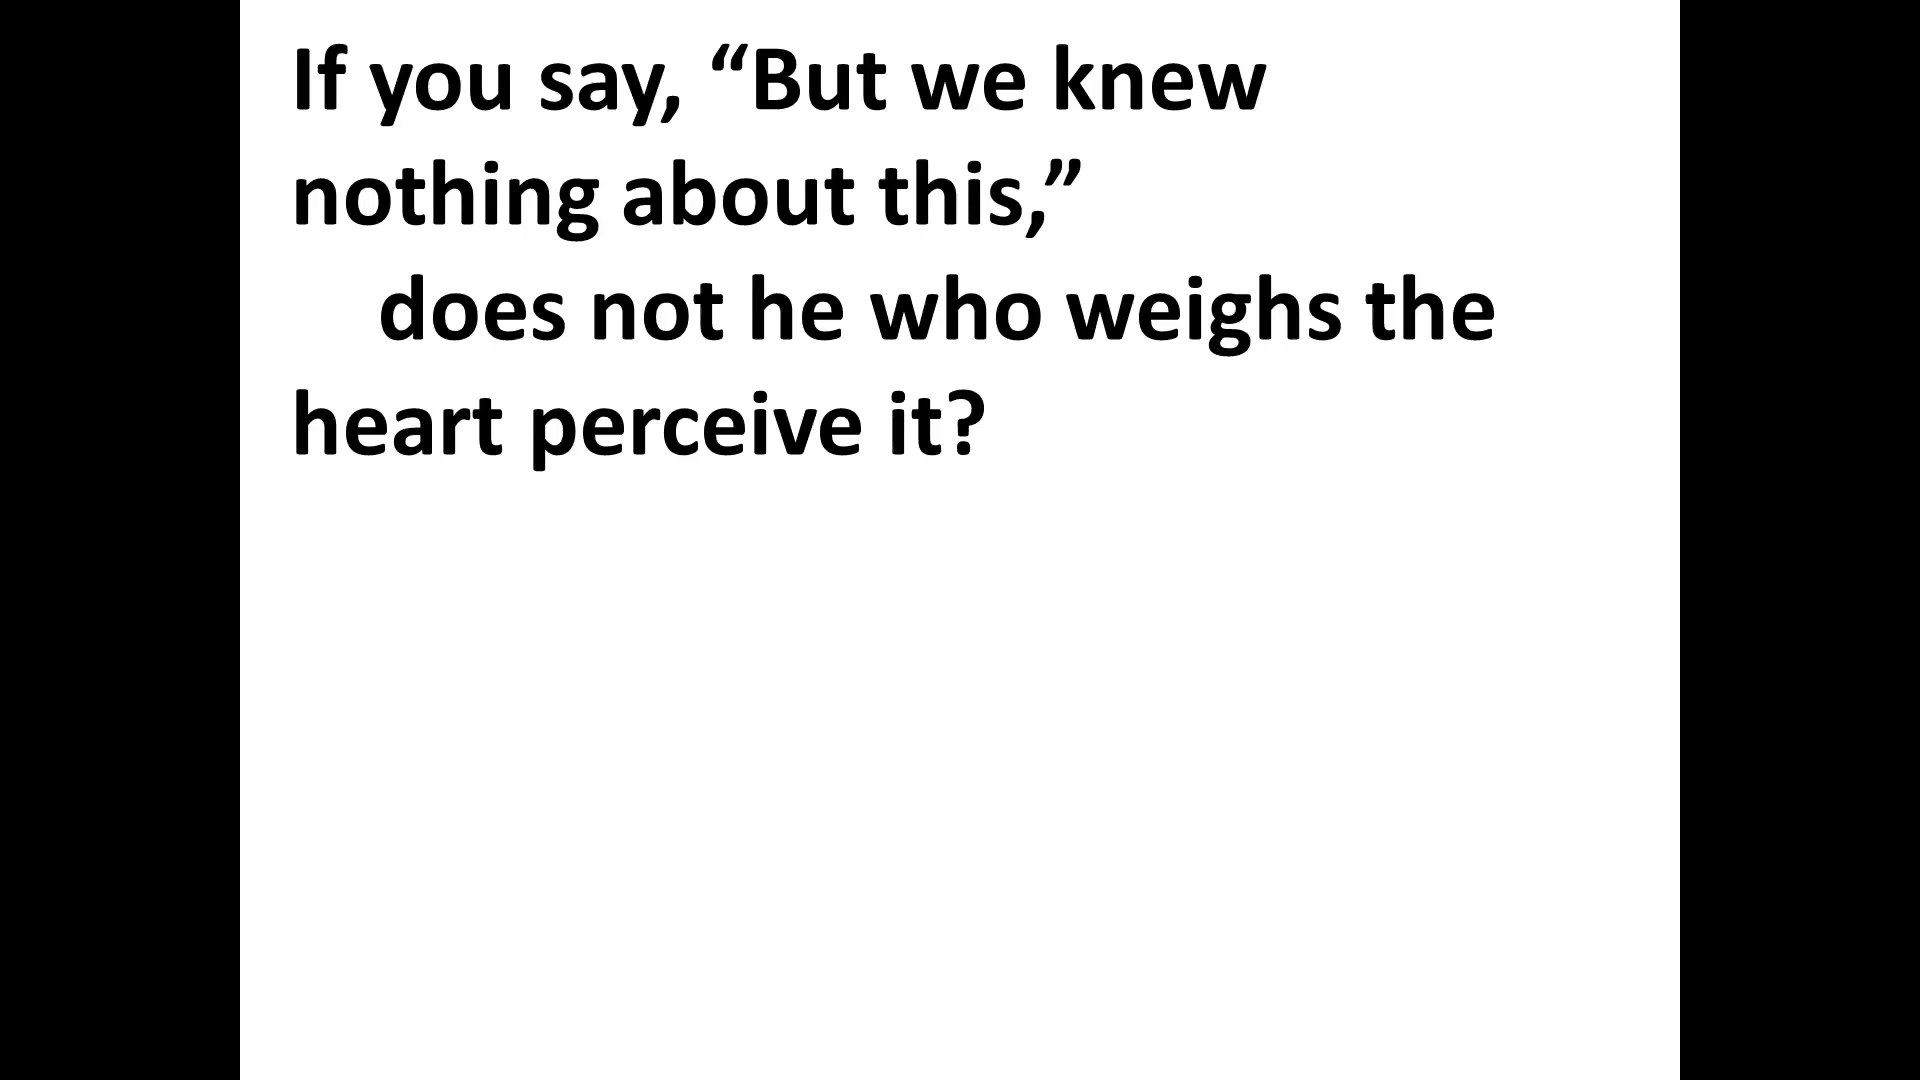 If you say, “But we knew
nothing about this,”
does not he who weighs the
heart perceive it?